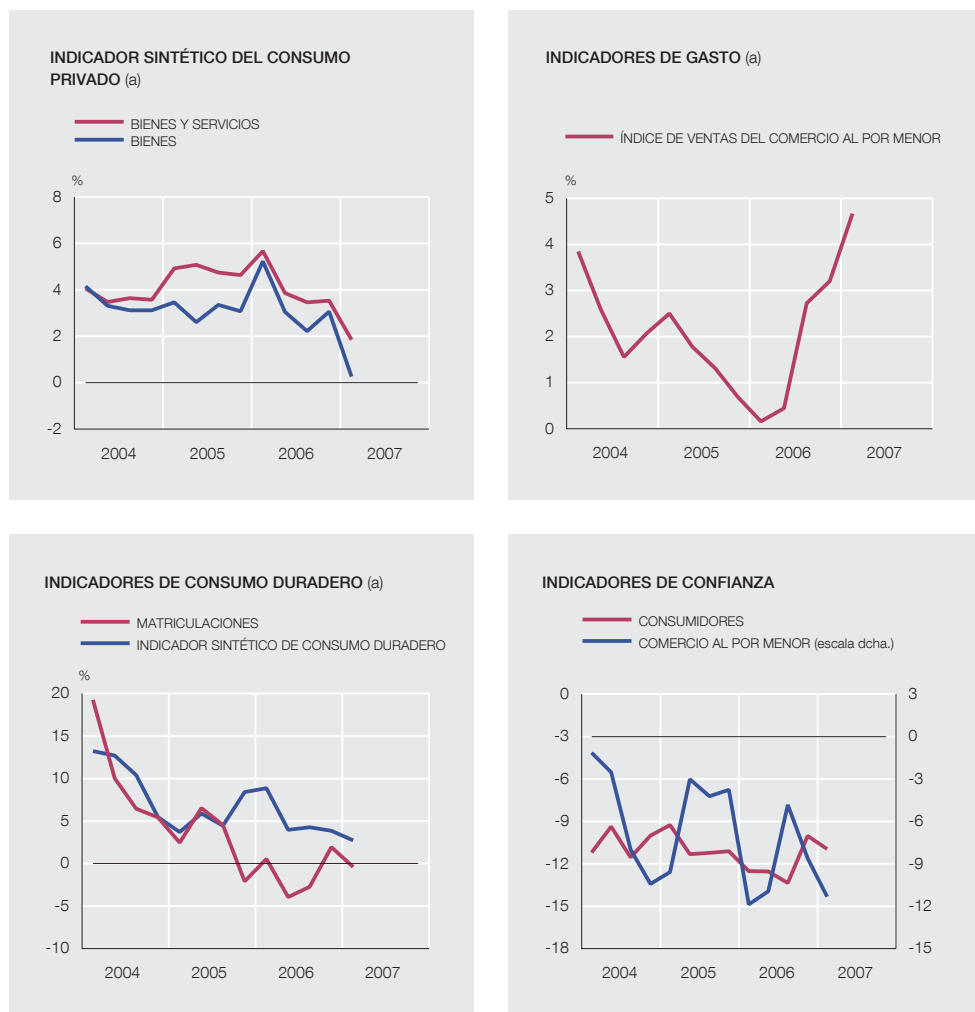 INDICADOR SINTÉTICO DEL CONSUMO
PRIVADO (a)
BIENES Y SERVICIOS
BIENES
%
8
6
4
2
0
-2
2004 2005 2006 2007
INDICADORES DE GASTO (a)
ÍNDICE DE VENTAS DEL COMERCIO AL POR MENOR
%
5
4
3
2
1
0
2004 2005 2006 2007
INDICADORES DE CONSUMO DURADERO (a)
MATRICULACIONES
INDICADOR SINTÉTICO DE CONSUMO DURADERO
%
20
15
10
5
0
-5
-10
2004 2005 2006 2007
INDICADORES DE CONFIANZA
CONSUMIDORES
COMERCIO AL POR MENOR (escala dcha.)
0 3
-3 0
-6 -3
-9 -6
-12 -9
-15 -12
-18 -15
2004 2005 2006 2007